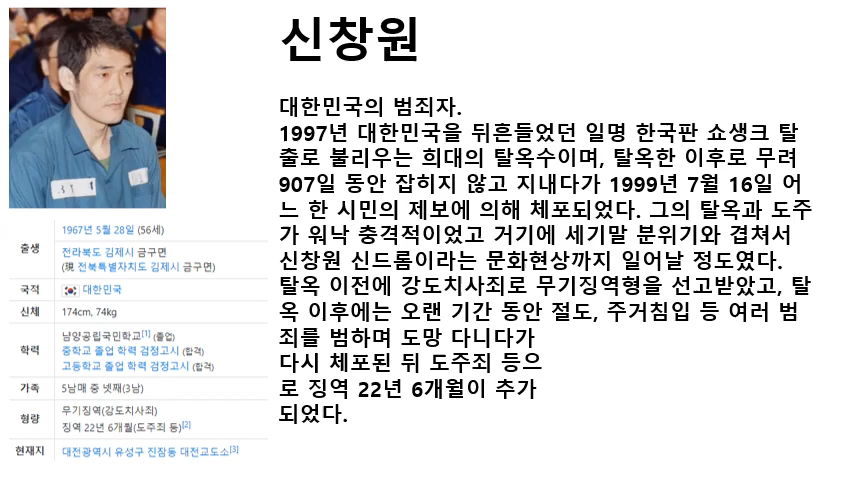 신창원
대한민국의 범죄자.
1997년 대한민국을 뒤흔들었던 일명 한국판 쇼생크 탈
출로 불리우는 희대의 탈옥수이며, 탈옥한 이후로 무려
907일 동안 잡히지 않고 지내다가 1999년 7월 16일 어
느 한 시민의 제보에 의해 체포되었다. 그의 탈옥과 도주
가 워낙 충격적이었고 거기에 세기말 분위기와 겹쳐서
신창원 신드롬이라는 문화현상까지 일어날 정도였다.
탈옥 이전에 강도치사죄로 무기징역형을 선고받았고, 탈
옥 이후에는 오랜 기간 동안 절도, 주거침입 등 여러 범
죄를 범하며 도망 다니다가
다시 체포된 뒤 도주죄 등으
로 징역 22년 6개월이 추가
되었다.
출생 1967년 5월 28일 (56세)
전라북도 김제시 금구면
(現 전북특별자치도 김제시 금구면)
국적 대한민국
신체 174cm, 74kg
학력 남양공립국민학교[1] (졸업)
중학교 졸업 학력 검정고시 (합격)
고등학교 졸업 학력 검정고시 (합격)
가족 5남매 중 넷째(3남)
형량 무기징역(강도치사죄)
징역 22년 6개월(도주죄 등)[2]
현재지 대전광역시 유성구 진잠동 대전교도소[3]